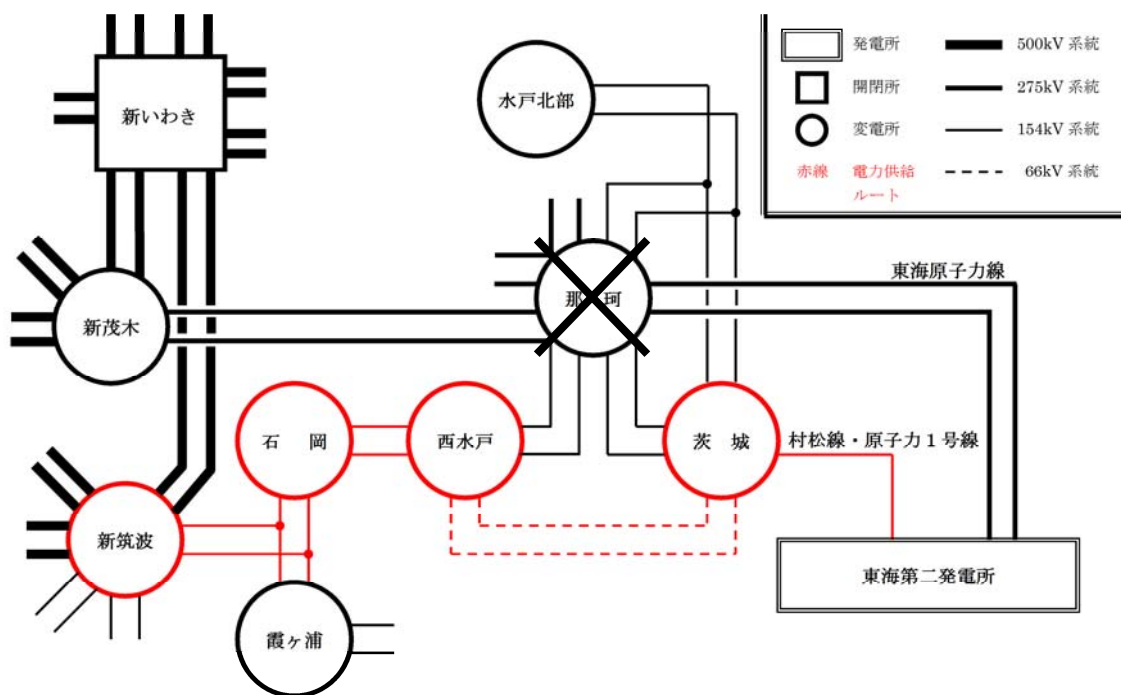 発電所
500kV 系統
開閉所
275kV 系統
変電所
154kV 系統
赤線
電力供給
ルート
66kV 系統
新いわき
水戸北部
那珂
東海原子力線
新茂木
石岡
西水戸
茨城
村松線・原子力１号線
新筑波
東海第二発電所
霞ヶ浦